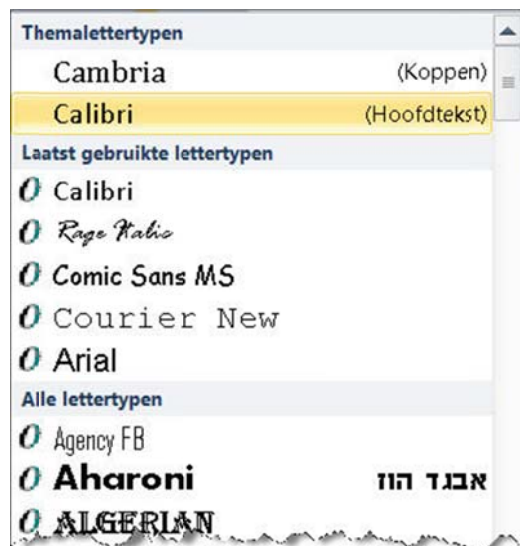 Themalettertypen
Cambria (Koppen)
Calibri (Hoofdtekst)
Laatst gebruikte lettertypen
O Calibri
O Rage Italic
O Comic Sans MS
O Courier New
O Arial
Alle lettertypen
O Agency FB
O Aharoni אבגד הוז
O ALGERIAN